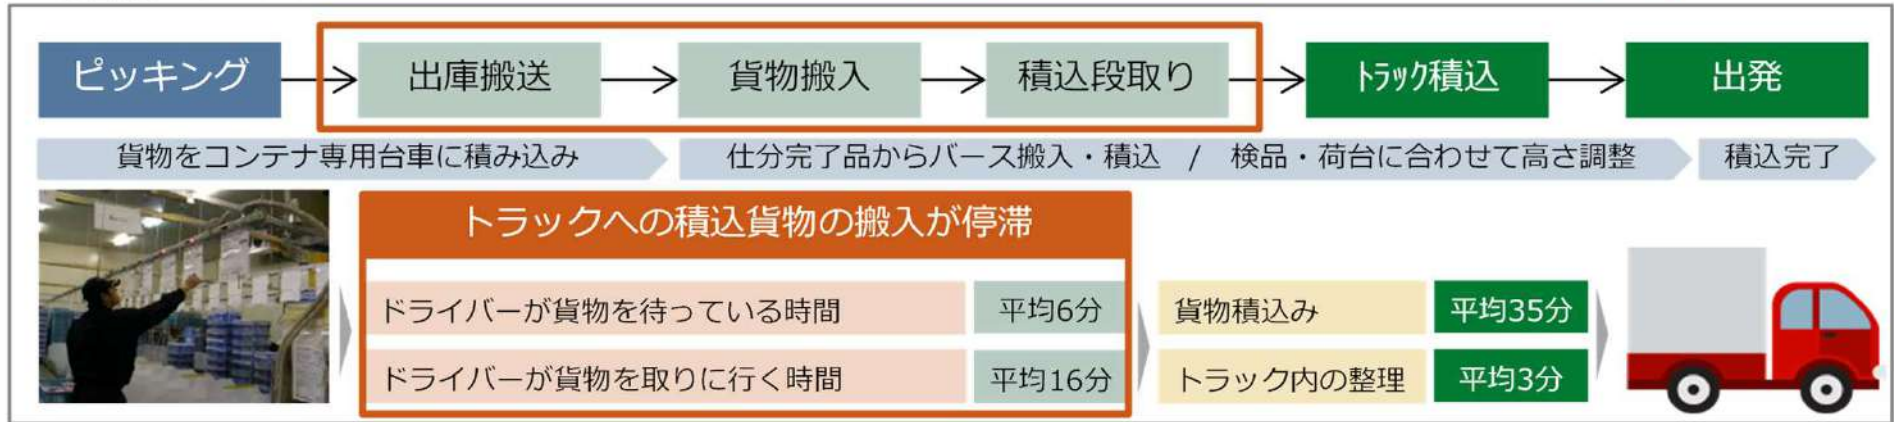 ピッキング
出庫搬送
貨物搬入
積込段取り
トラック積込
出発
貨物をコンテナ専用台車に積み込み
仕分完了品からバース搬入・積込 / 検品・荷台に合わせて高さ調整
積込完了
トラックへの積込貨物の搬入が停滞
ドライバーが貨物を待っている時間
平均6分
ドライバーが貨物を取りに行く時間
平均16分
貨物積込み
平均35分
トラック内の整理
平均3分